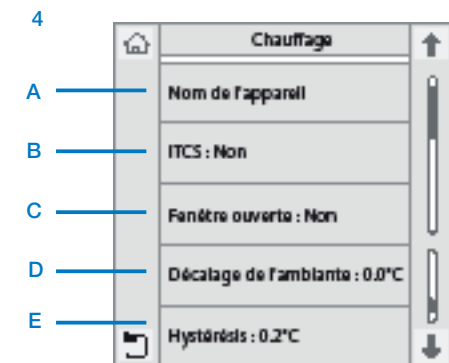 4
Chauffage
A
Nom de l'appareil
B
ITCS : Non
C
Fenêtre ouverte : Non
D
Décalage de l'ambiante : 0.0°C
E
Hystérésis : 0.2°C